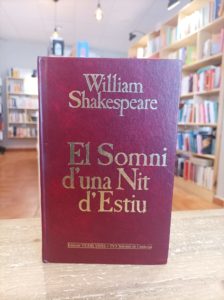 William
Shakespeare
El Somni
d'una Nit
d'Estiu